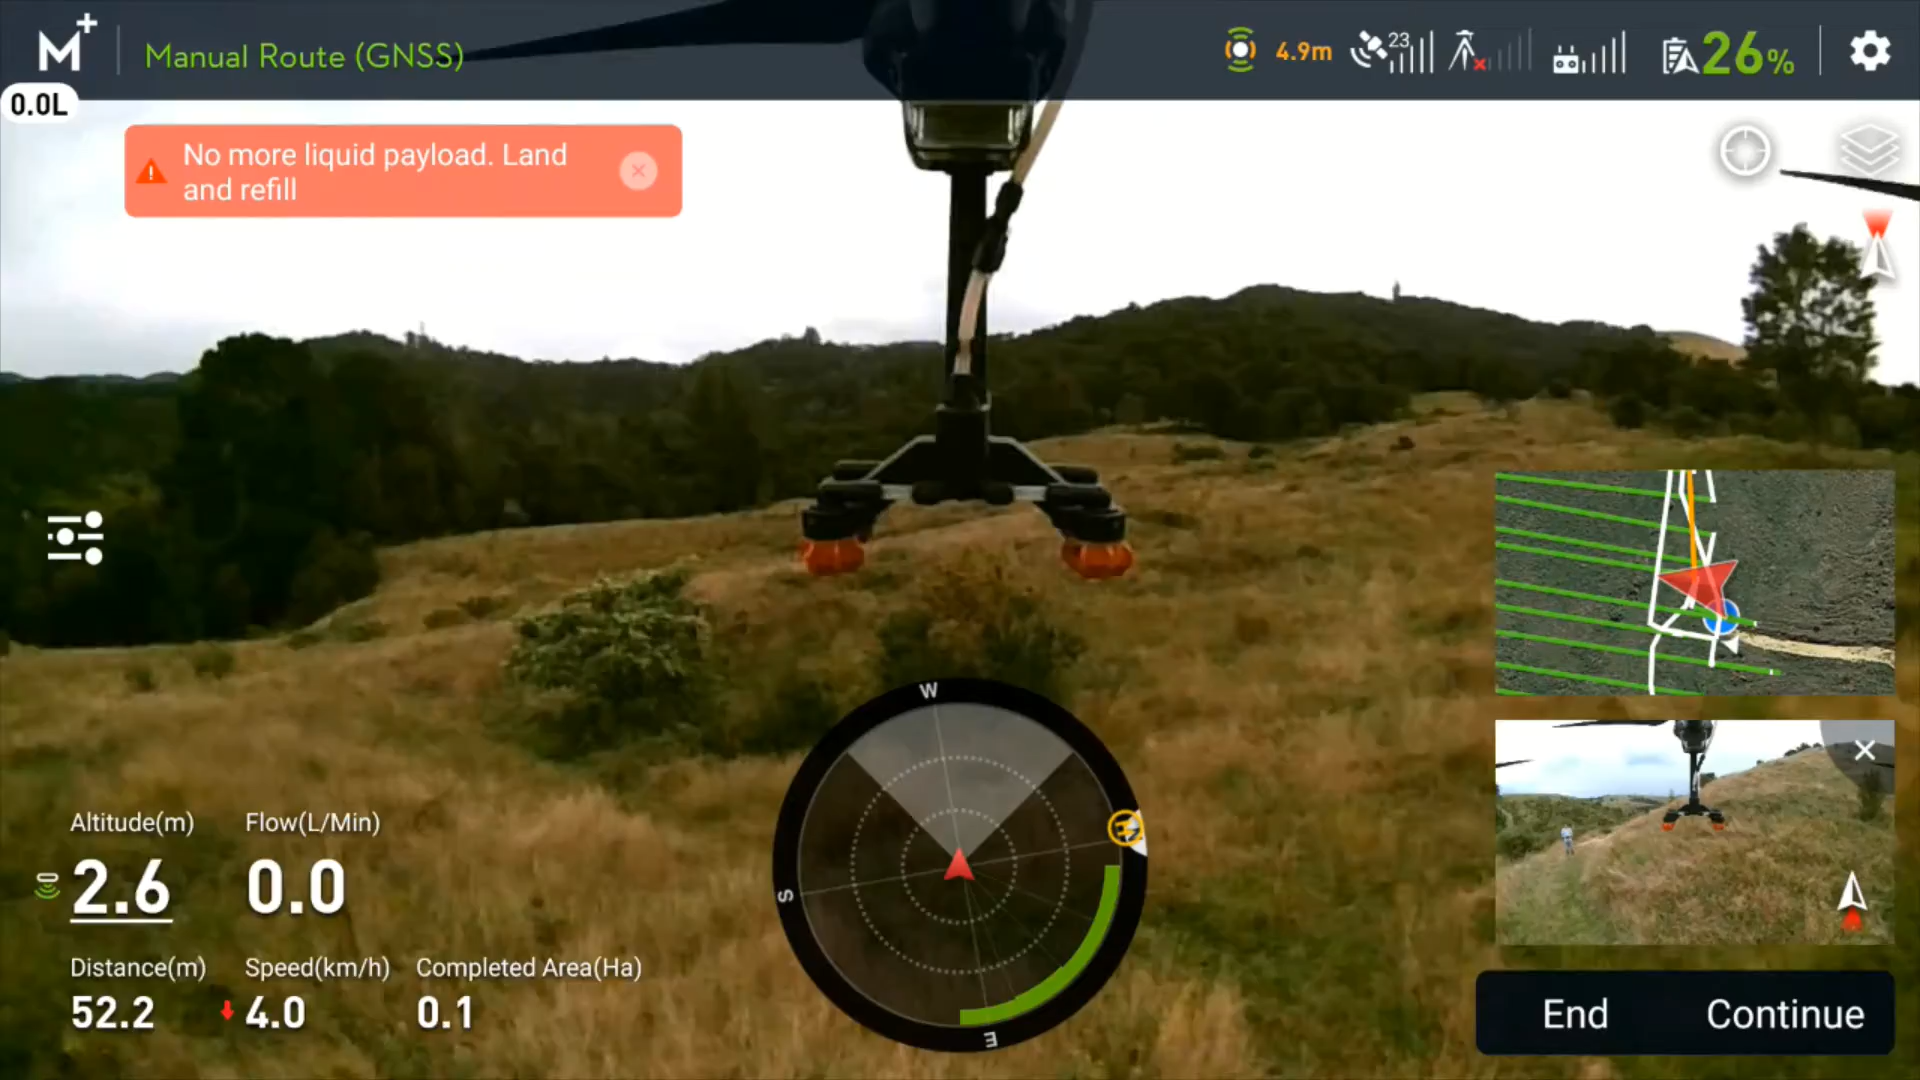 M+
Manual Route (GNSS)
4.9m
23
26%
0.0L
No more liquid payload. Land
and refill
W
S
E
Altitude(m)
Flow(L/Min)
2.6
0.0
Distance(m)
Speed(km/h)
Completed Area(Ha)
52.2
4.0
0.1
End
Continue